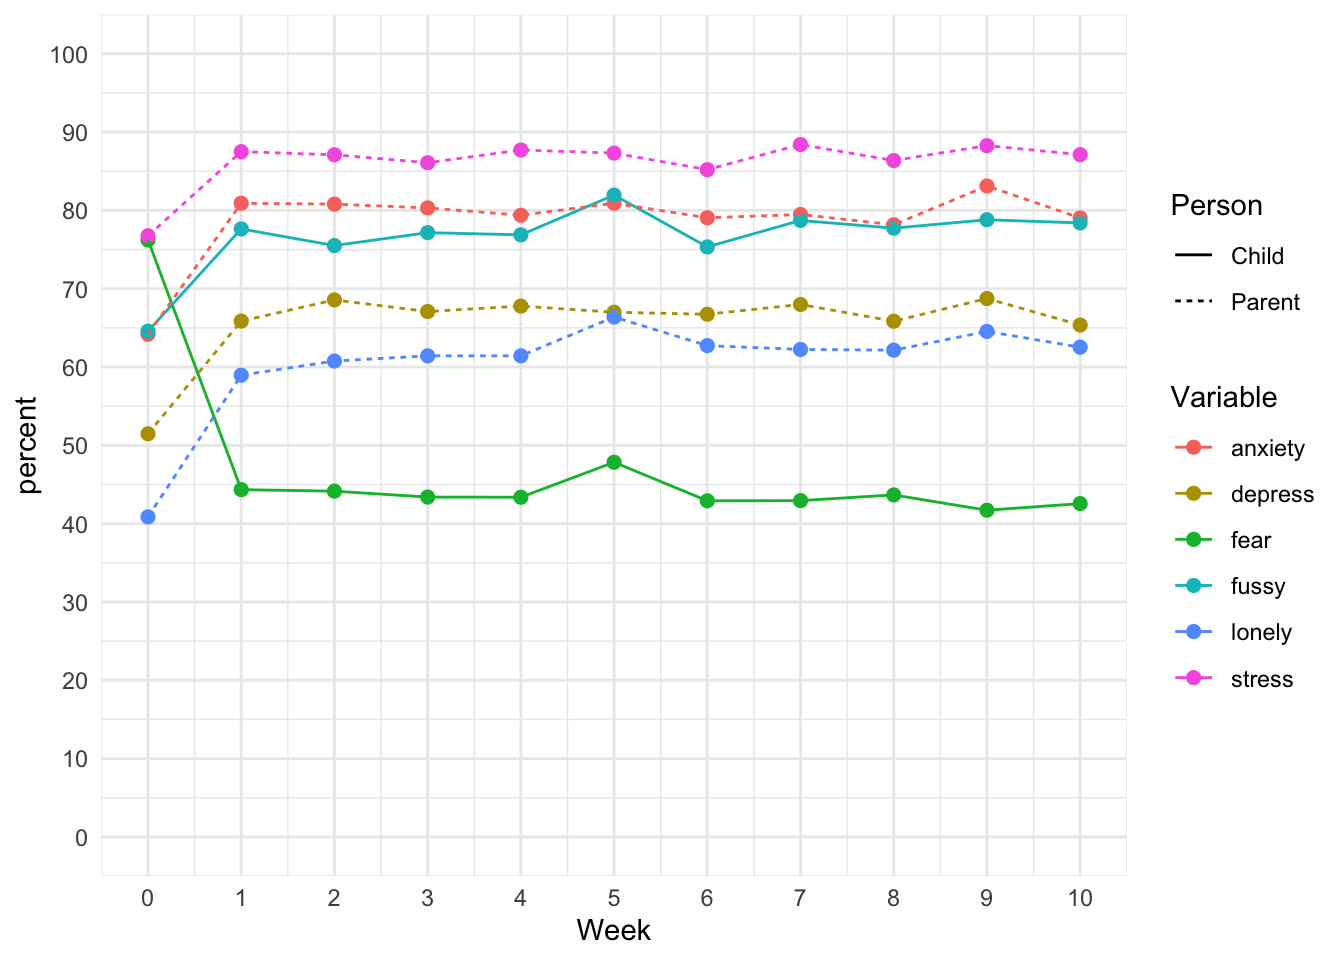 100
90
80
70
60
50
40
30
20
10
0
percent
0 1 2 3 4 5 6 7 8 9 10
Week
Person
Child
Parent
Variable
anxiety
depress
fear
fussy
lonely
stress